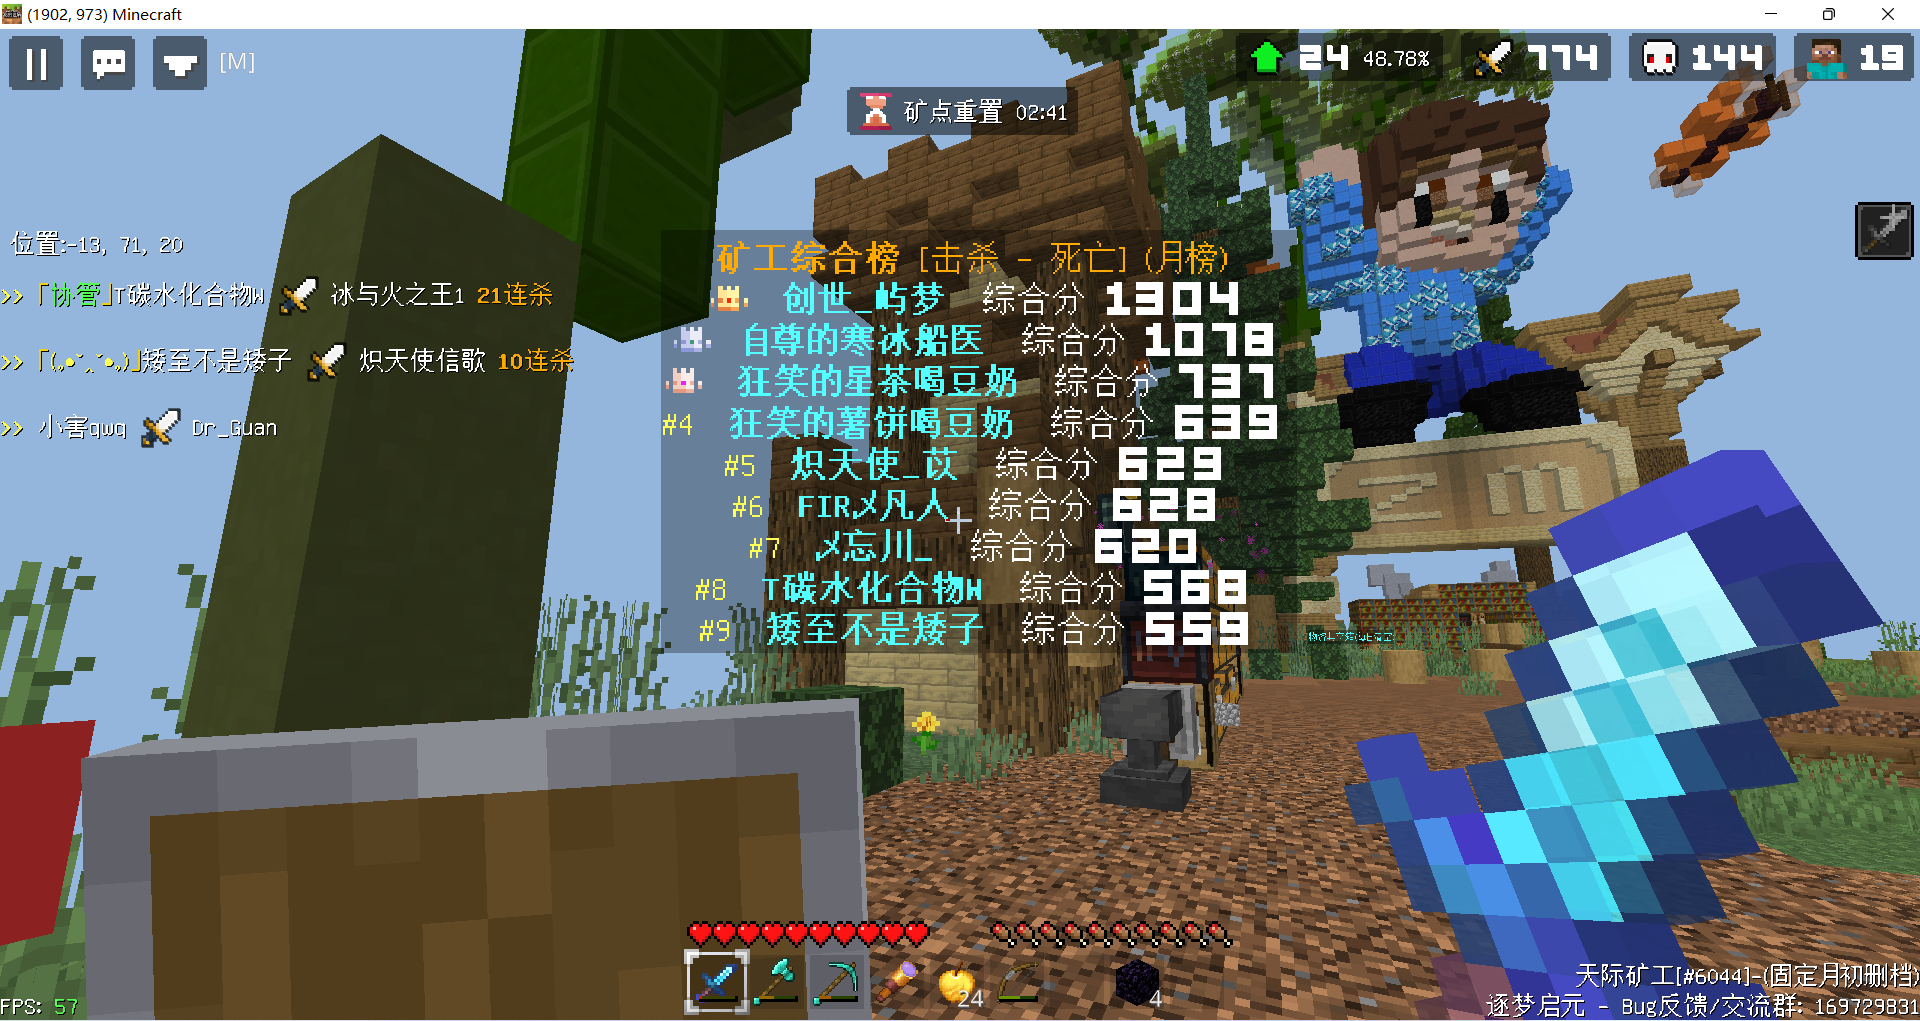 (1902, 973) Minecraft
[M]
24 48.78% 774 144 19
矿点重置 02:41
位置:-13, 71, 20
>> 「协管」T碳水化合物W 冰与火之王1 21连杀
>> 「(｡•ˇ_ˇ•｡)」矮至不是矮子 炽天使信歌 10连杀
>> 小害qwq Dr_Guan
矿工综合榜 [击杀 - 死亡] (月榜)
创世_屿梦 综合分 1304
自尊的寒冰船医 综合分 1078
狂笑的星茶喝豆奶 综合分 737
#4 狂笑的薯饼喝豆奶 综合分 639
#5 炽天使_苡 综合分 629
#6 FIR乄凡人 综合分 628
#7 乄忘川_ 综合分 620
#8 T碳水化合物W 综合分 568
#9 矮至不是矮子 综合分 559
24
4
FPS: 57
天际矿工[#6044]-(固定月初删档)
逐梦启元 - Bug反馈/交流群: 169729831